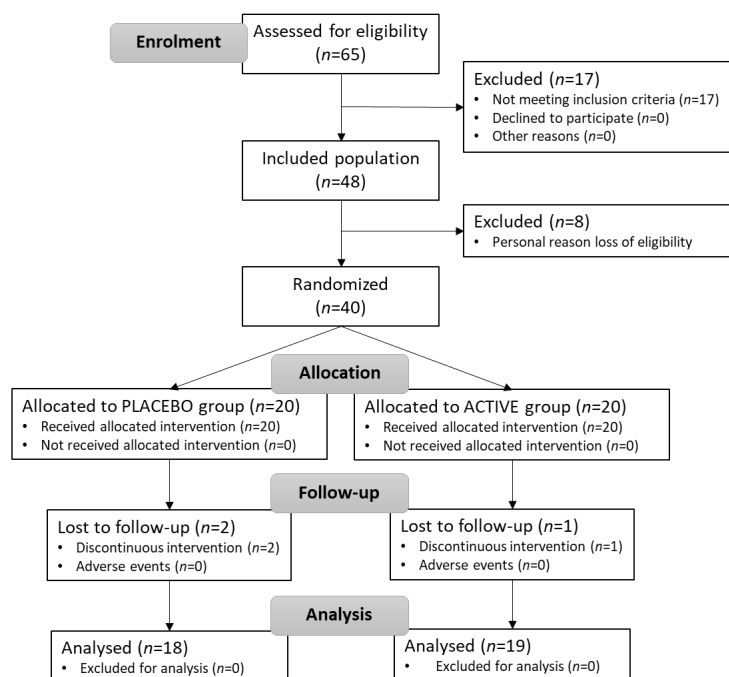 Enrolment
Assessed for eligibility
(n=65)
Excluded (n=17)
• Not meeting inclusion criteria (n=17)
• Declined to participate (n=0)
• Other reasons (n=0)
Included population
(n=48)
Excluded (n=8)
• Personal reason loss of eligibility
Randomized
(n=40)
Allocation
Allocated to PLACEBO group (n=20)
• Received allocated intervention (n=20)
• Not received allocated intervention (n=0)
Allocated to ACTIVE group (n=20)
• Received allocated intervention (n=20)
• Not received allocated intervention (n=0)
Follow-up
Lost to follow-up (n=2)
• Discontinuous intervention (n=2)
• Adverse events (n=0)
Lost to follow-up (n=1)
• Discontinuous intervention (n=1)
• Adverse events (n=0)
Analysis
Analysed (n=18)
• Excluded for analysis (n=0)
Analysed (n=19)
• Excluded for analysis (n=0)